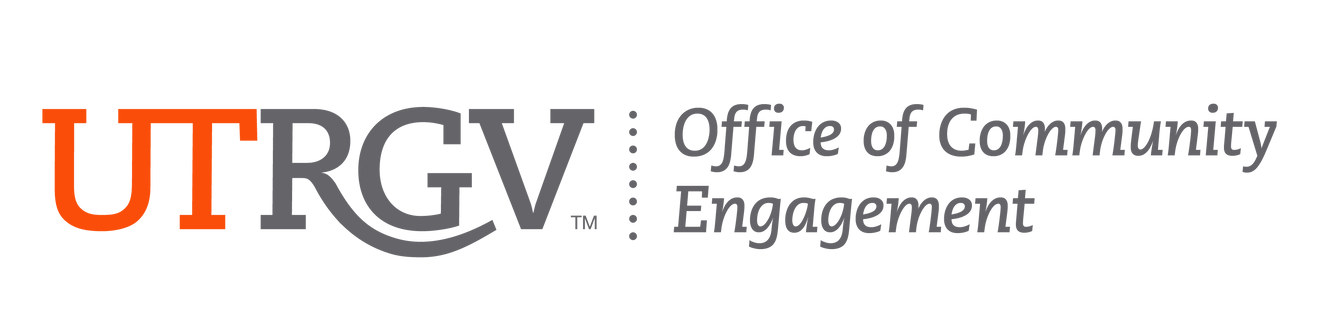 UTRGV™
Office of Community
Engagement